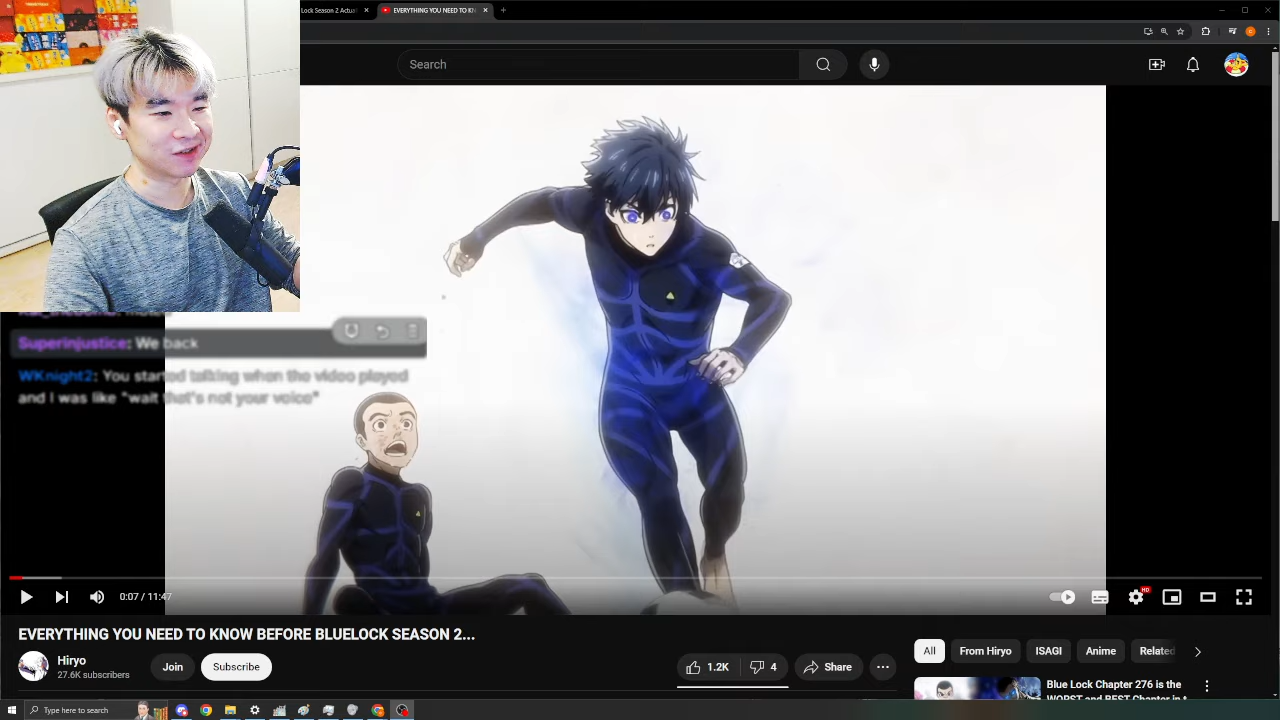 Lock Season 2 Actua
EVERYTHING YOU NEED TO KN
Search
Superinjustice: We back
WKnight2: You started talking when the video played
and I was like "wait that's not your voice"
0:07 / 11:47
HD
EVERYTHING YOU NEED TO KNOW BEFORE BLUELOCK SEASON 2...
Hiryo
27.6K subscribers
Join
Subscribe
1.2K
4
Share
All
From Hiryo
ISAGI
Anime
Related
Blue Lock Chapter 276 is the
WORST and BEST Chapter in t
Type here to search